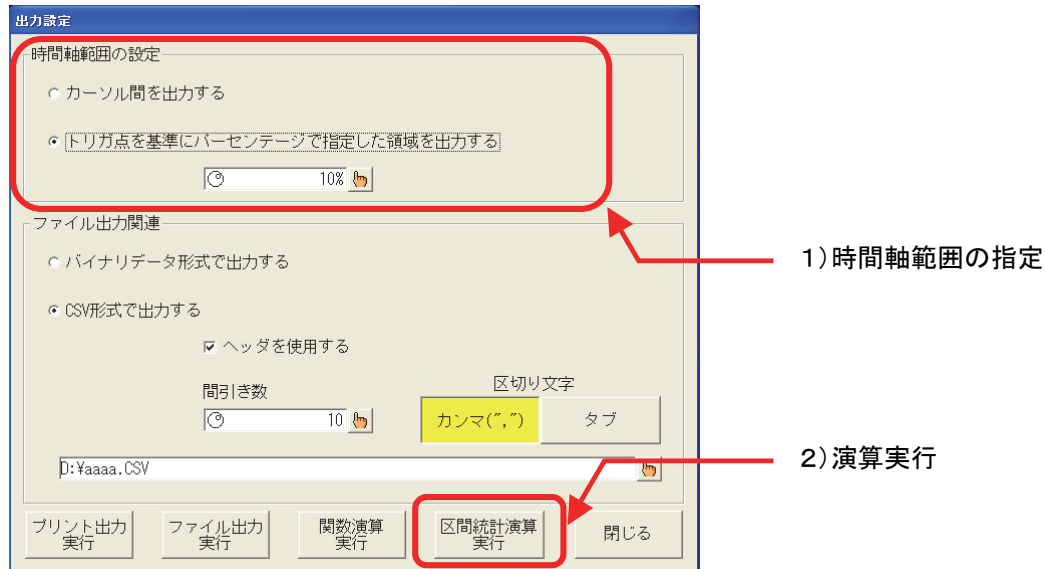 出力設定
時間軸範囲の設定
カーソル間を出力する
トリガ点を基準にパーセンテージで指定した領域を出力する
10%
ファイル出力関連
1)時間軸範囲の指定
バイナリデータ形式で出力する
CSV形式で出力する
ヘッダを使用する
間引き数
区切り文字
10
カンマ(",")
タブ
2)演算実行
D:¥aaaa.CSV
プリント出力
実行
ファイル出力
実行
関数演算
実行
区間統計演算
実行
閉じる